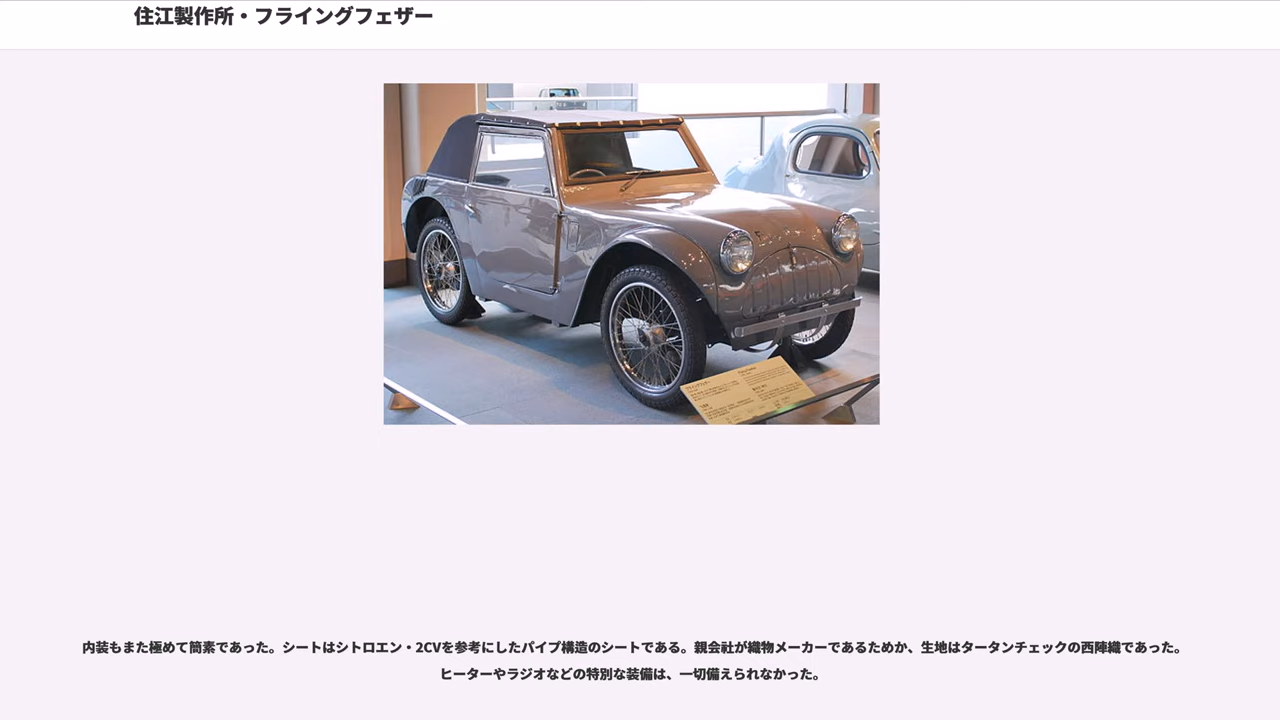 住江製作所・フライングフェザー
内装もまた極めて簡素であった。シートはシトロエン・2CVを参考にしたパイプ構造のシートである。親会社が織物メーカーであるためか、生地はタータンチェックの西陣織であった。
ヒーターやラジオなどの特別な装備は、一切備えられなかった。